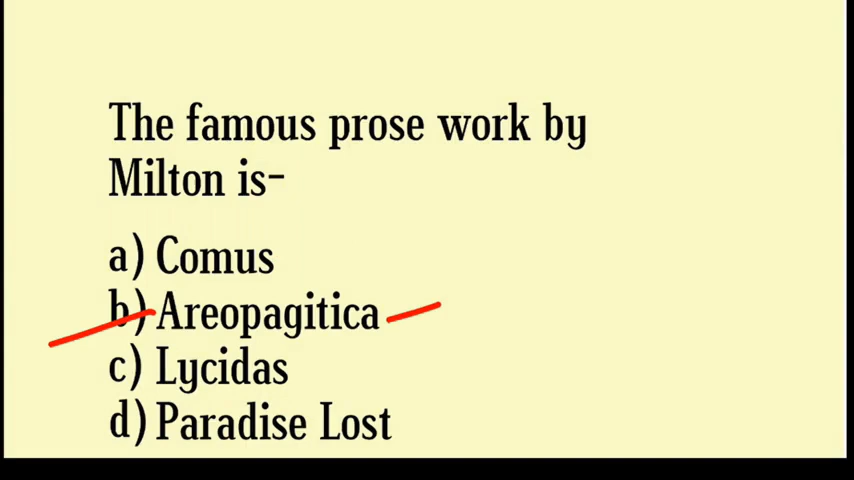 The famous prose work by
Milton is-
a) Comus
b) Areopagitica
c) Lycidas
d) Paradise Lost